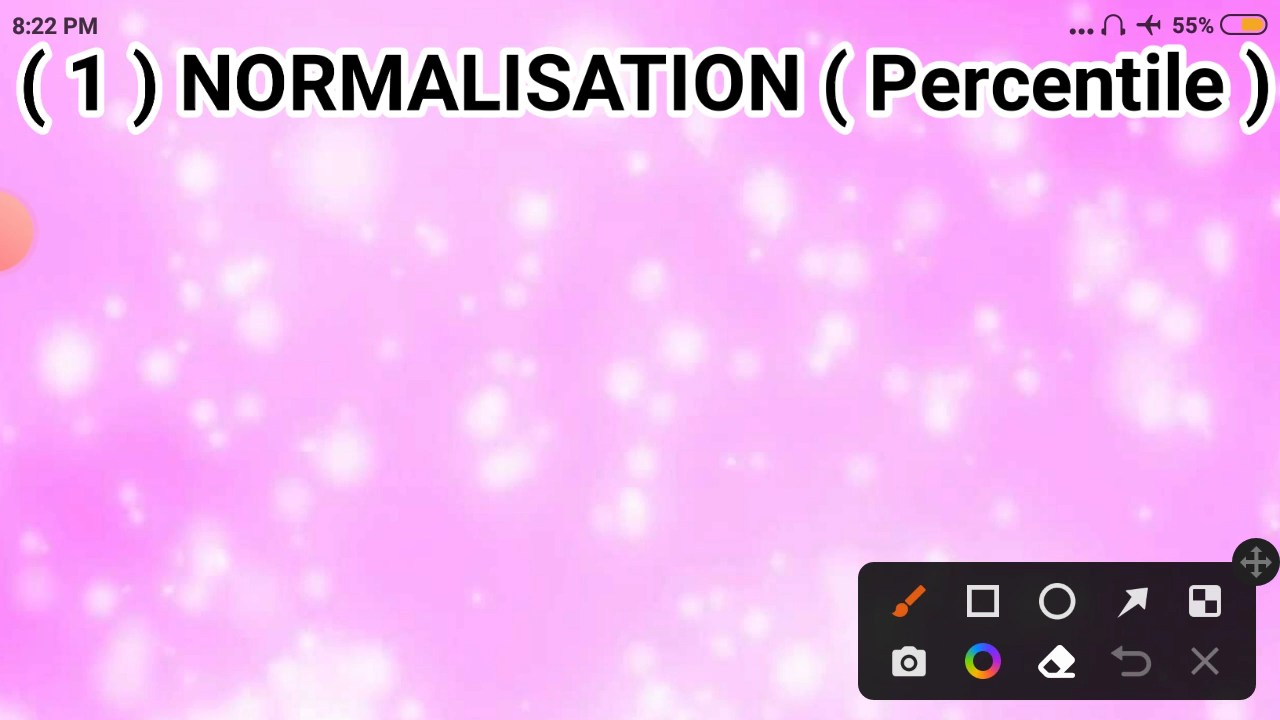 8:22 PM
55%
( 1 ) NORMALISATION ( Percentile )